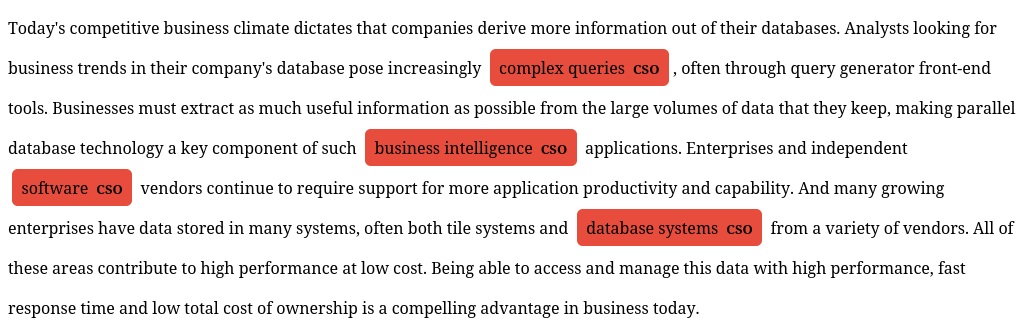 Today's competitive business climate dictates that companies derive more information out of their databases. Analysts looking for
business trends in their company's database pose increasingly complex queries CSO , often through query generator front-end
tools. Businesses must extract as much useful information as possible from the large volumes of data that they keep, making parallel
database technology a key component of such business intelligence CSO applications. Enterprises and independent
software CSO vendors continue to require support for more application productivity and capability. And many growing
enterprises have data stored in many systems, often both tile systems and database systems CSO from a variety of vendors. All of
these areas contribute to high performance at low cost. Being able to access and manage this data with high performance, fast
response time and low total cost of ownership is a compelling advantage in business today.